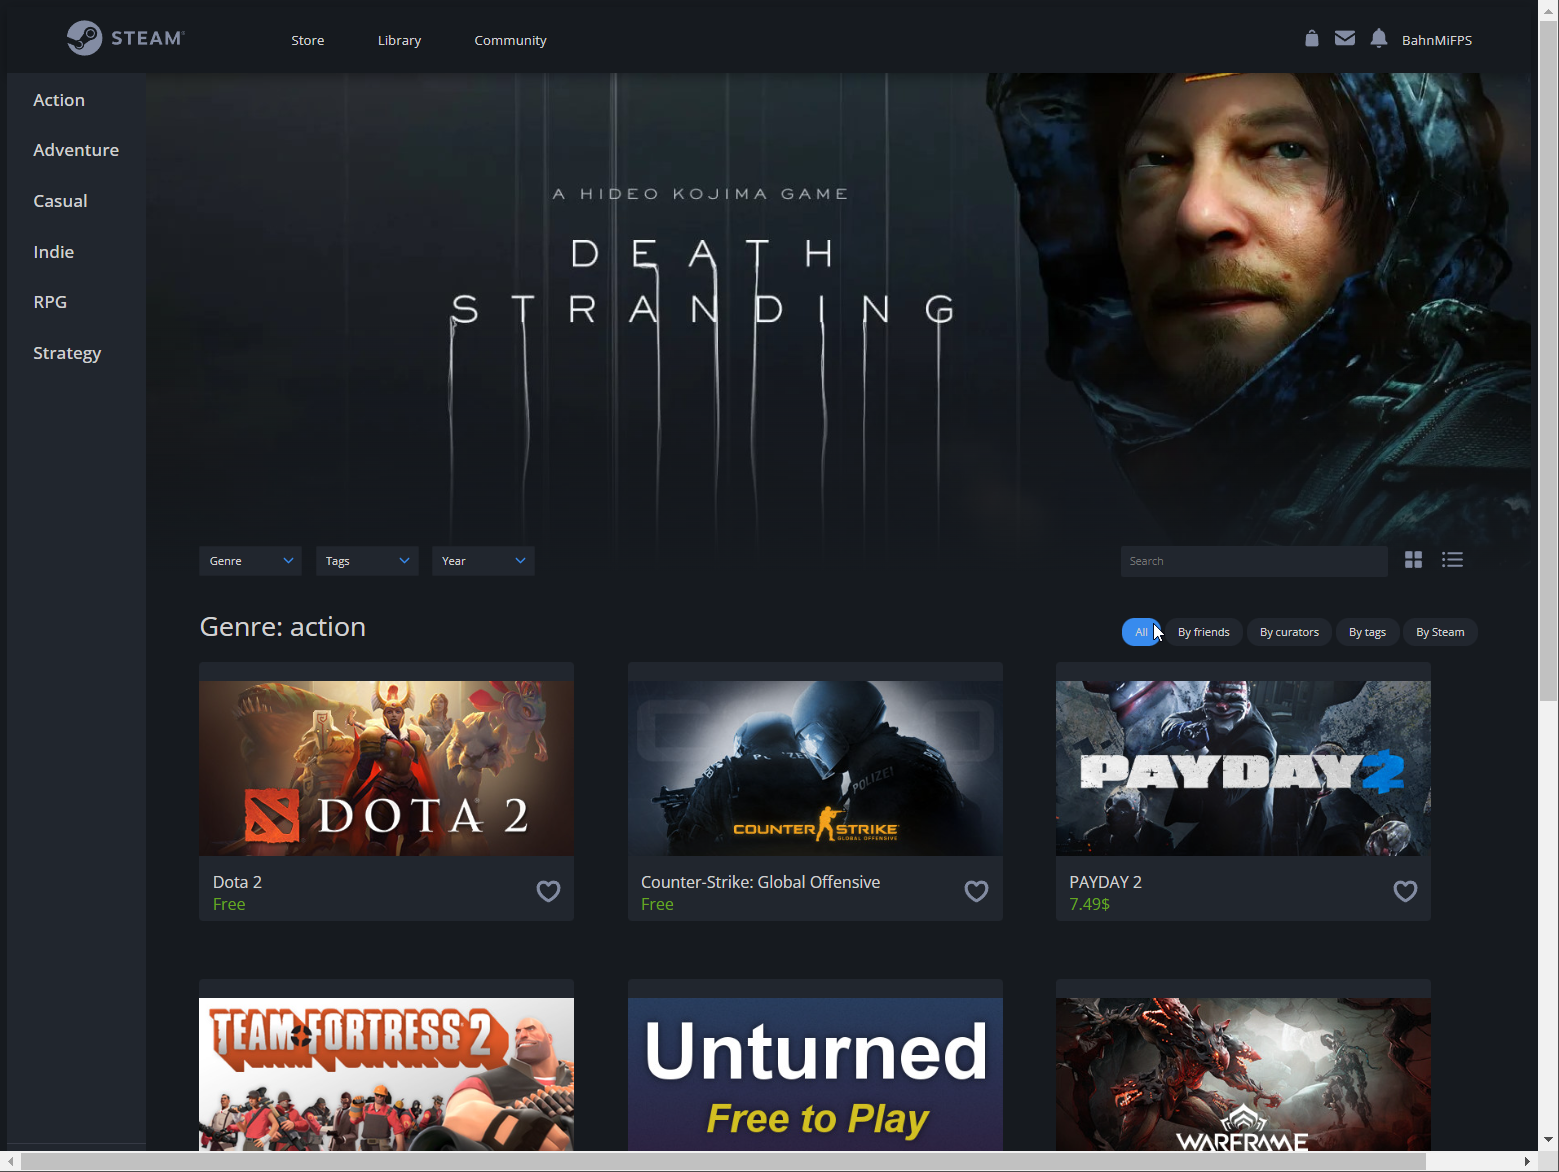 STEAM
Store
Library
Community
BahnMiFPS
Action
Adventure
Casual
Indie
RPG
Strategy
A HIDEO KOJIMA GAME
DEATH
STRANDING
Genre
Tags
Year
Search
Genre: action
All
By friends
By curators
By tags
By Steam
DOTA 2
POLIZEI
COUNTER STRIKE
GLOBAL OFFENSIVE
PAYDAY 2
Dota 2
Free
Counter-Strike: Global Offensive
Free
PAYDAY 2
7.49$
TEAM FORTRESS 2
Unturned
Free to Play
WARFRAME